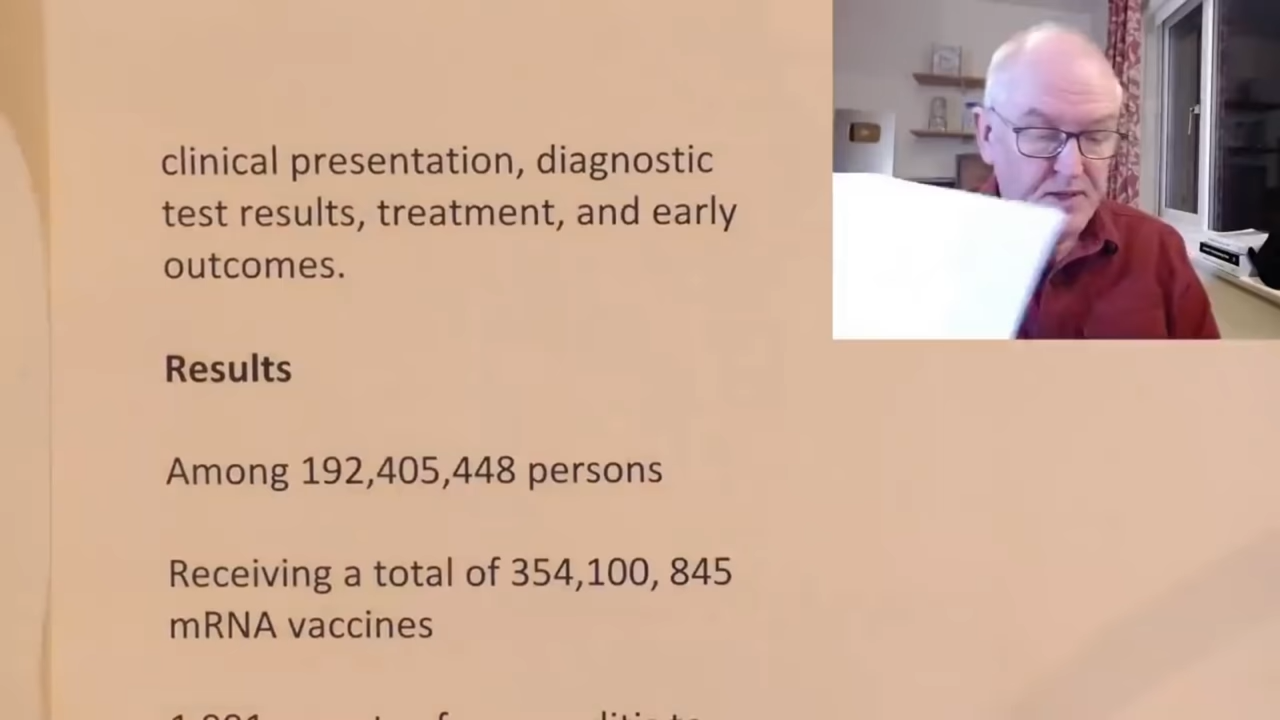 clinical presentation, diagnostic
test results, treatment, and early
outcomes.
Results
Among 192,405,448 persons
Receiving a total of 354,100, 845
mRNA vaccines